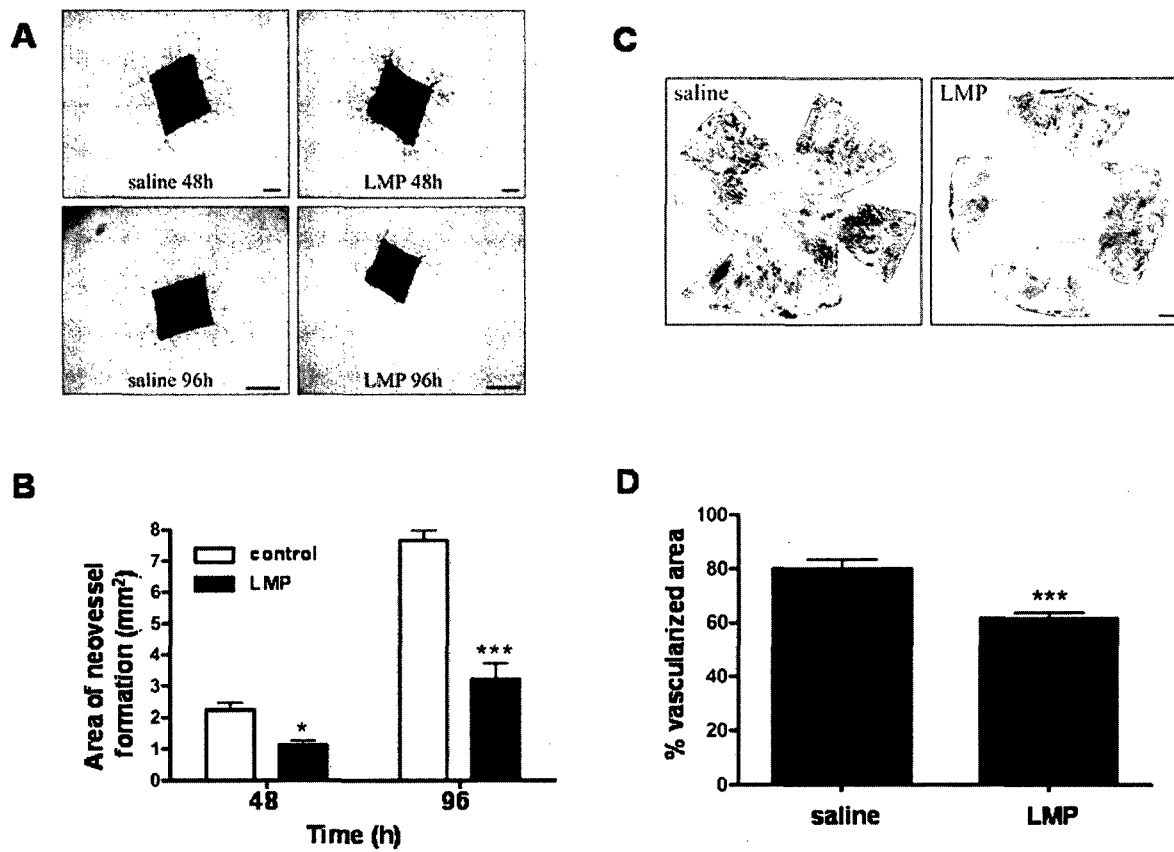 A
saline 48h
LMP 48h
saline 96h
LMP 96h
C
saline
LMP
B
Area of neovessel
formation (mm²)
8
7
6
5
4
3
2
1
0
control
LMP
*
***
48
96
Time (h)
D
% vascularized area
100
80
60
40
20
0
***
saline
LMP